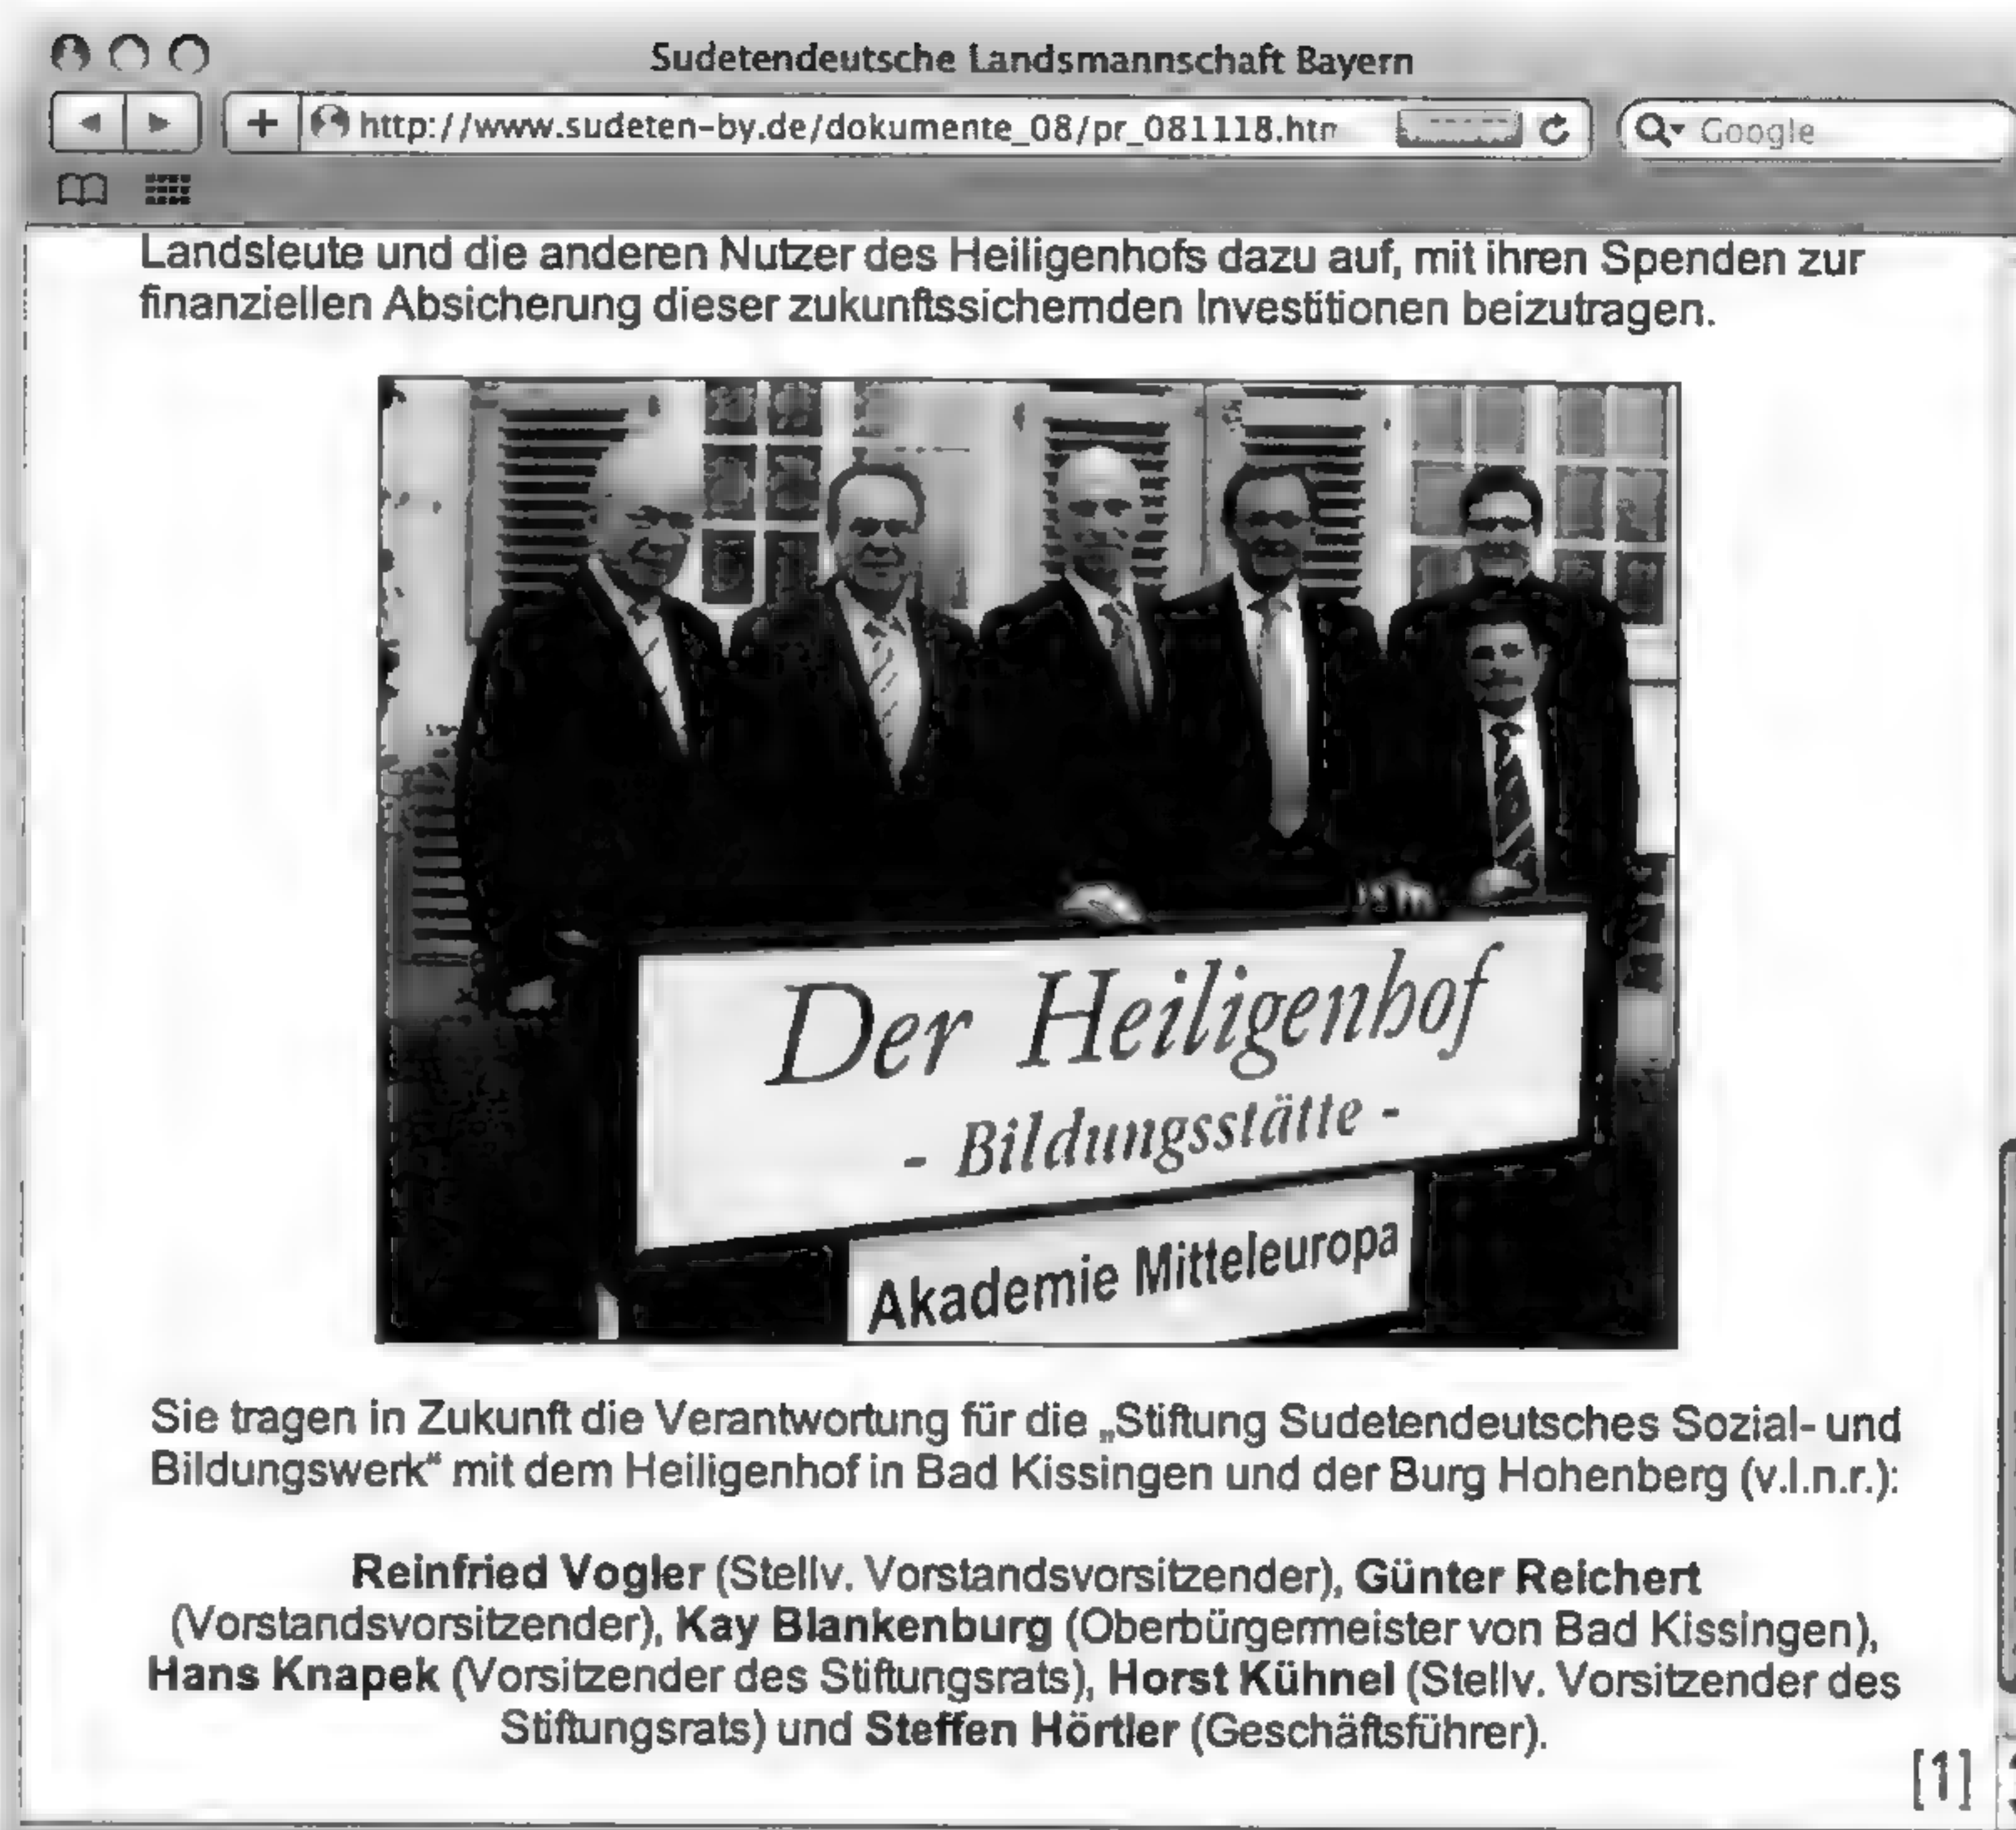 Sudetendeutsche Landsmannschaft Bayern
http://www.sudeten-by.de/dokumente_08/pr_081118.htm
Google
Landsleute und die anderen Nutzer des Heiligenhofs dazu auf, mit ihren Spenden zur
finanziellen Absicherung dieser zukunftssichernden Investitionen beizutragen.
Der Heiligenhof
- Bildungsstätte -
Akademie Mitteleuropa
Sie tragen in Zukunft die Verantwortung für die „Stiftung Sudetendeutsches Sozial- und
Bildungswerk“ mit dem Heiligenhof in Bad Kissingen und der Burg Hohenberg (v.l.n.r.):
Reinfried Vogler (Stellv. Vorstandsvorsitzender), Günter Reichert
(Vorstandsvorsitzender), Kay Blankenburg (Oberbürgermeister von Bad Kissingen),
Hans Knapek (Vorsitzender des Stiftungsrats), Horst Kühnel (Stellv. Vorsitzender des
Stiftungsrats) und Steffen Hörtler (Geschäftsführer).
[1]